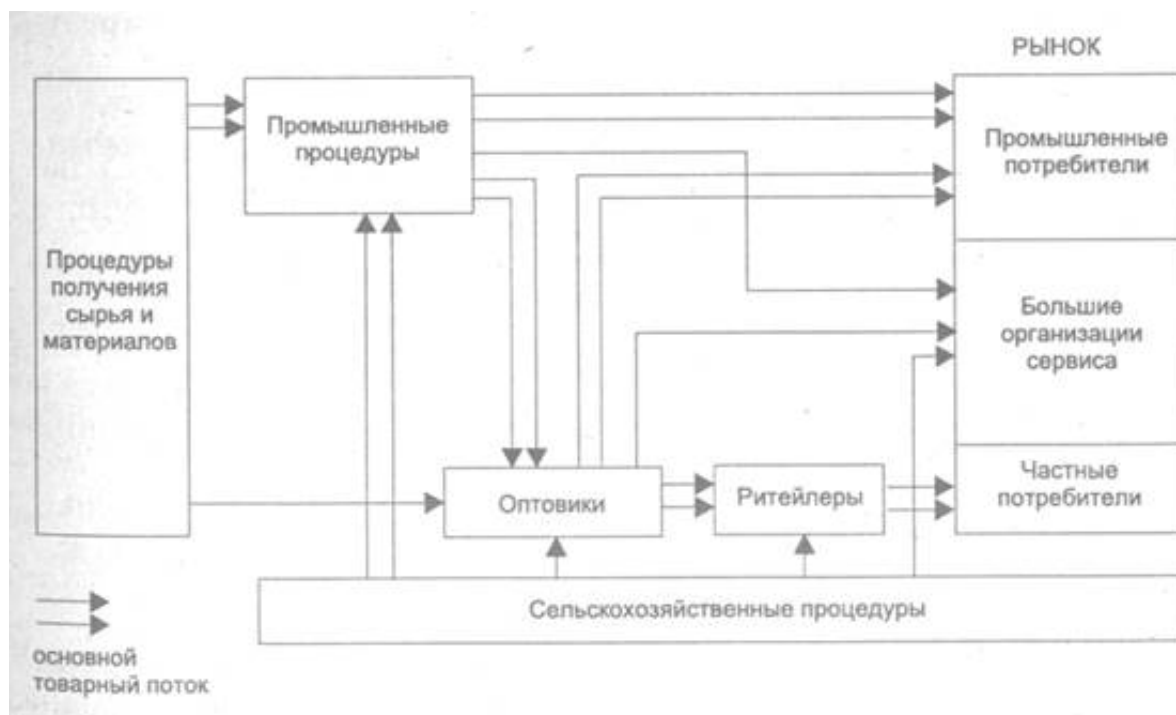 РЫНОК
Промышленные
процедуры
Промышленные
потребители
Процедуры
получения
сырья и
материалов
Большие
организации
сервиса
Оптовики
Ритейлеры
Частные
потребители
Сельскохозяйственные процедуры
основной
товарный поток